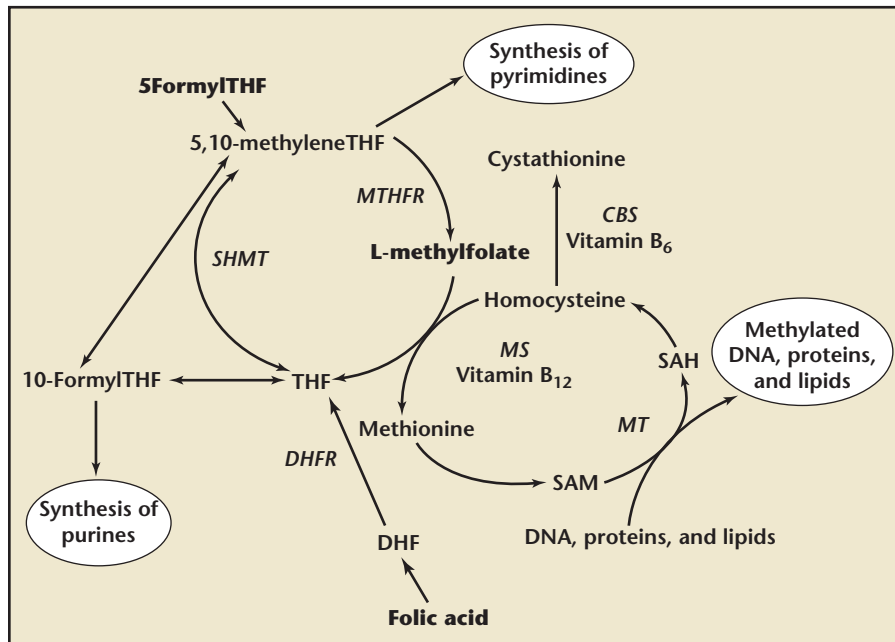 Synthesis of
pyrimidines
5FormylTHF
5,10-methyleneTHF
Cystathionine
MTHFR
CBS
Vitamin B6
SHMT
L-methylfolate
Homocysteine
Methylated
DNA, proteins,
and lipids
MS
Vitamin B12
SAH
10-FormylTHF
THF
Methionine
MT
DHFR
SAM
Synthesis of
purines
DHF
DNA, proteins, and lipids
Folic acid